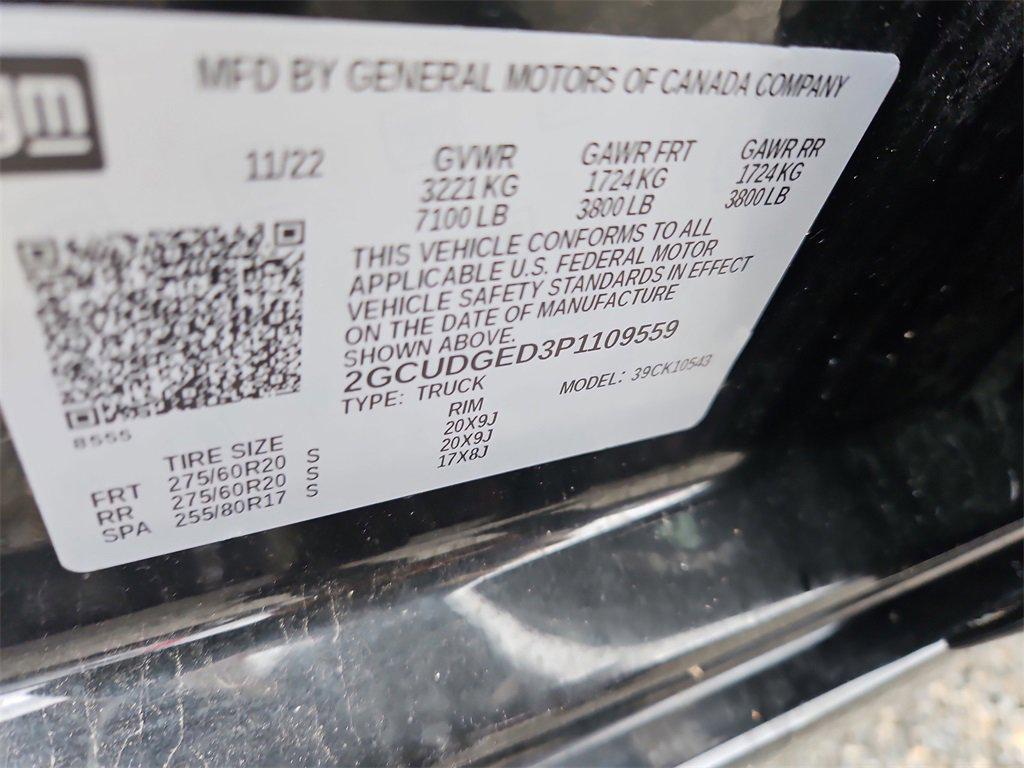 gm
MFD BY GENERAL MOTORS OF CANADA COMPANY
11/22
GVWR
3221 KG
7100 LB
GAWR FRT
1724 KG
3800 LB
GAWR RR
1724 KG
3800 LB
THIS VEHICLE CONFORMS TO ALL
APPLICABLE U.S. FEDERAL MOTOR
VEHICLE SAFETY STANDARDS IN EFFECT
ON THE DATE OF MANUFACTURE
SHOWN ABOVE.
2GCUDGED3P1109559
TYPE: TRUCK
MODEL: 39CK10543
8555
TIRE SIZE RIM
FRT 275/60R20 S 20X9J
RR 275/60R20 S 20X9J
SPA 255/80R17 S 17X8J